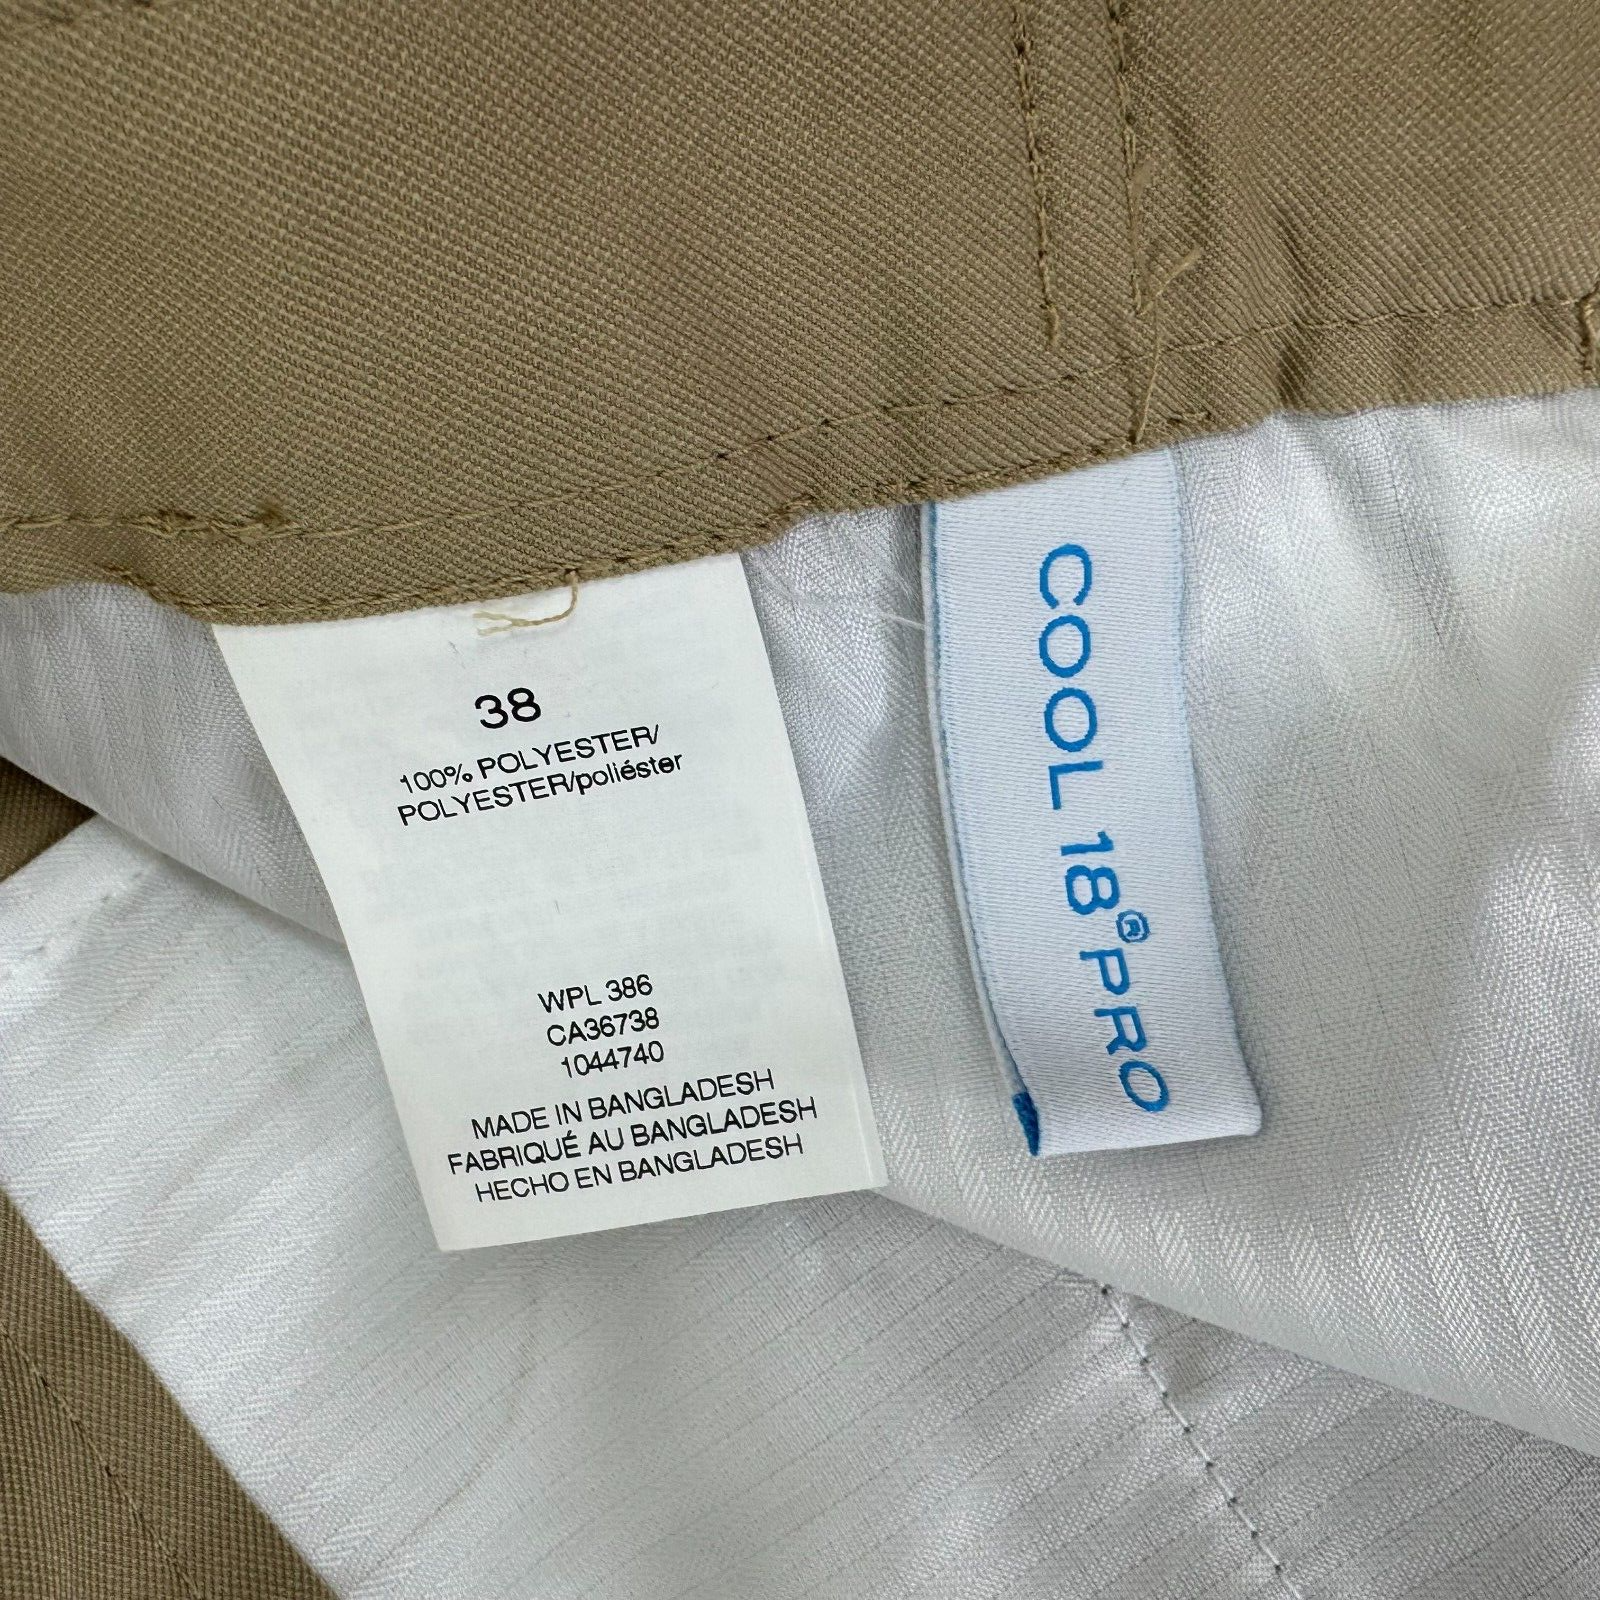 38
100% POLYESTER/
POLYESTER/poliéster
WPL 386
CA36738
1044740
MADE IN BANGLADESH
FABRIQUÉ AU BANGLADESH
HECHO EN BANGLADESH
COOL 18® PRO